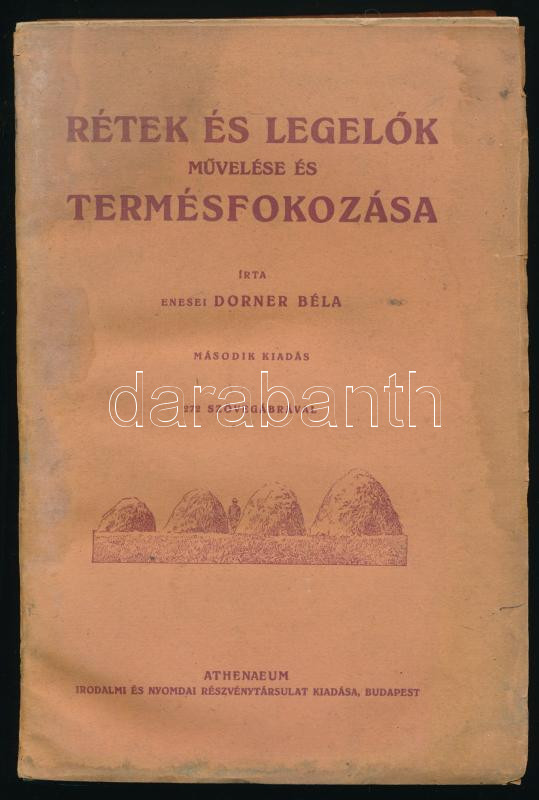 RÉTEK ÉS LEGELŐK
MŰVELÉSE ÉS
TERMÉSFOKOZÁSA
ÍRTA
ENESEI DORNER BÉLA
MÁSODIK KIADÁS
darabanth
272 SZÖVEGÁBRÁVAL
ATHENAEUM
IRODALMI ÉS NYOMDAI RÉSZVÉNYTÁRSULAT KIADÁSA, BUDAPEST